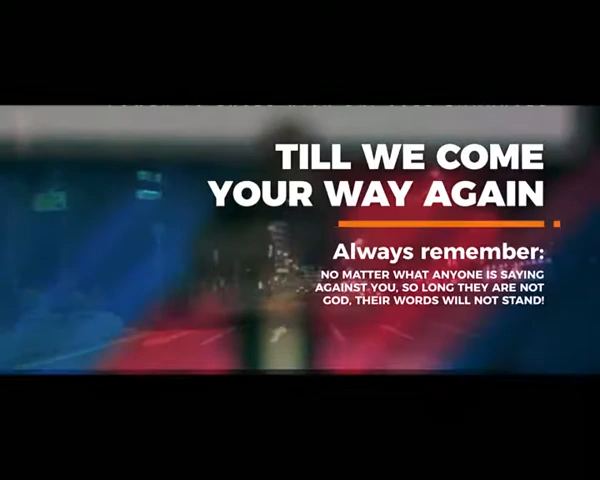 TILL WE COME
YOUR WAY AGAIN
Always remember:
NO MATTER WHAT ANYONE IS SAYING
AGAINST YOU, SO LONG THEY ARE NOT
GOD, THEIR WORDS WILL NOT STAND!